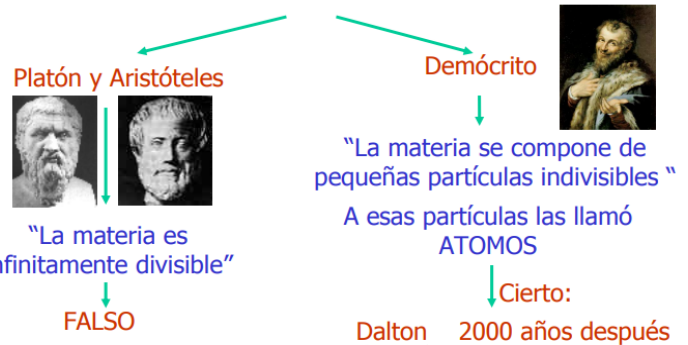 Platón y Aristóteles
"La materia es
nfinitamente divisible"
FALSO
Demócrito
"La materia se compone de
pequeñas partículas indivisibles "
A esas partículas las llamó
ATOMOS
Cierto:
Dalton 2000 años después